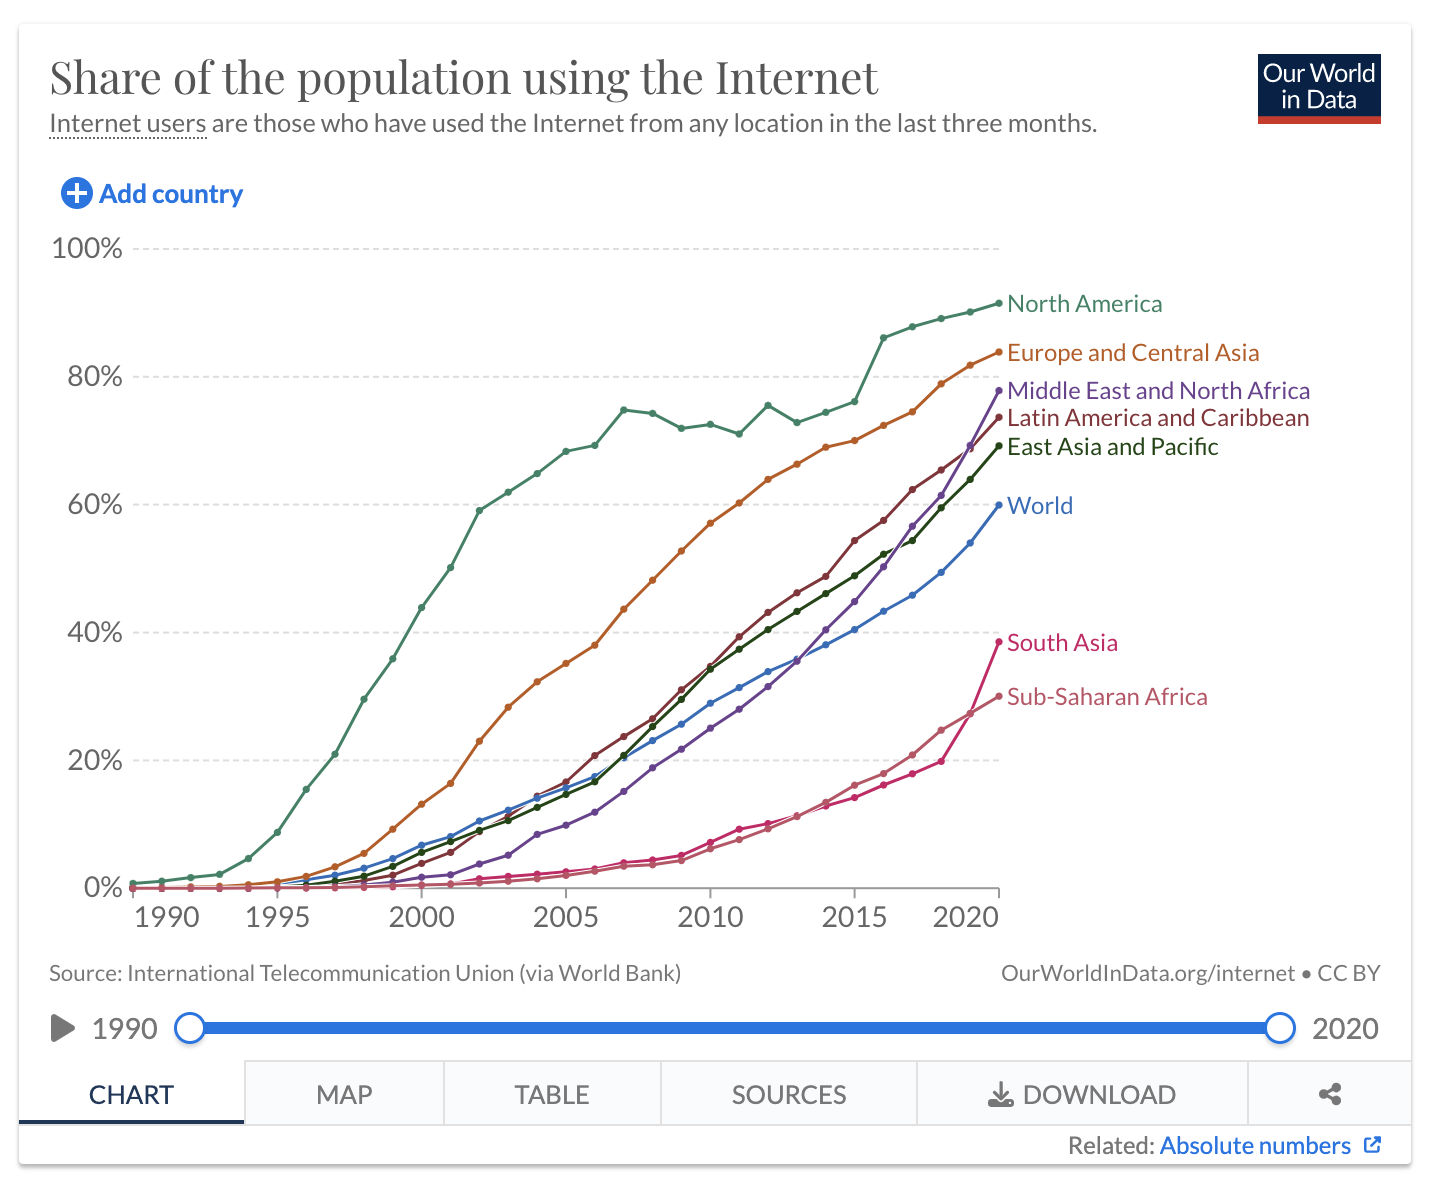 Share of the population using the Internet
Internet users are those who have used the Internet from any location in the last three months.
Our World
in Data
Add country
100%
80%
60%
40%
20%
0%
North America
Europe and Central Asia
Middle East and North Africa
Latin America and Caribbean
East Asia and Pacific
World
South Asia
Sub-Saharan Africa
1990 1995 2000 2005 2010 2015 2020
Source: International Telecommunication Union (via World Bank)
OurWorldInData.org/internet • CC BY
1990 2020
CHART MAP TABLE SOURCES DOWNLOAD
Related: Absolute numbers